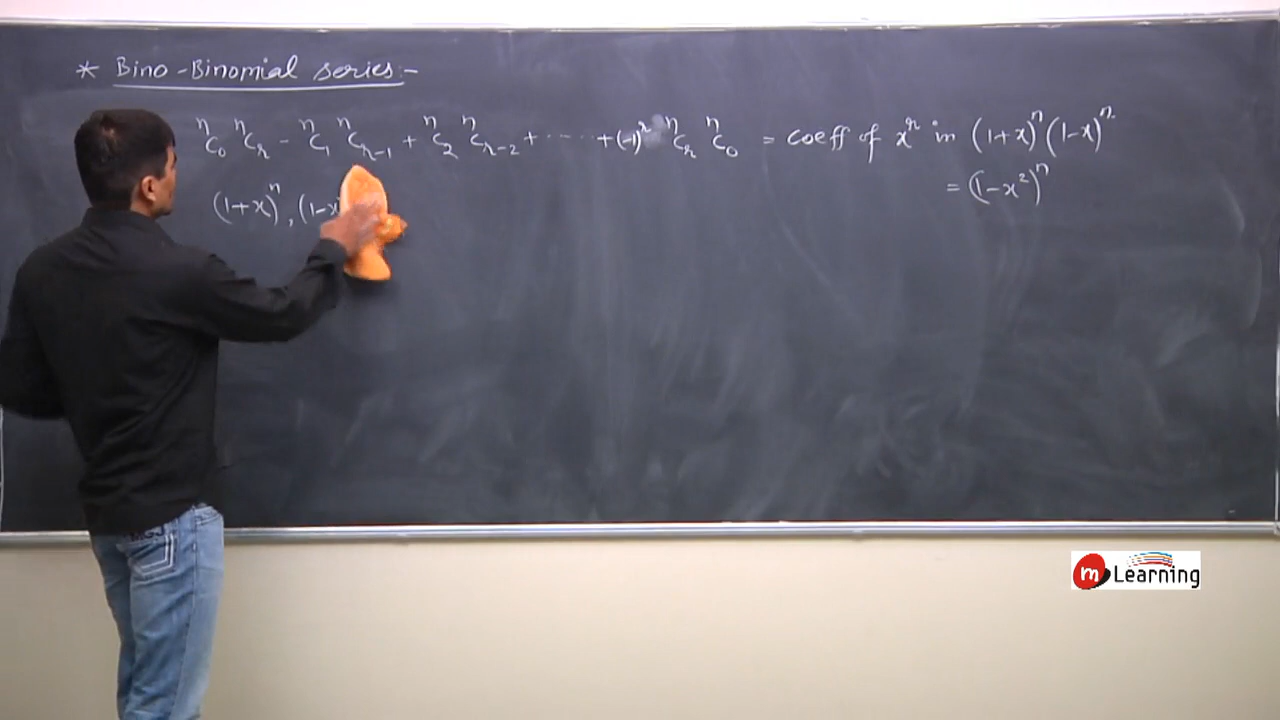 * Bino-Binomial series:-
ⁿC₀ ⁿCᵣ - ⁿC₁ ⁿCᵣ₋₁ + ⁿC₂ ⁿCᵣ₋₂ + ..... + (-1)ʳ ⁿCᵣ ⁿC₀ = coeff of xʳ in (1+x)ⁿ(1-x)ⁿ
= (1-x²)ⁿ
(1+x)ⁿ, (1-x
m Learning